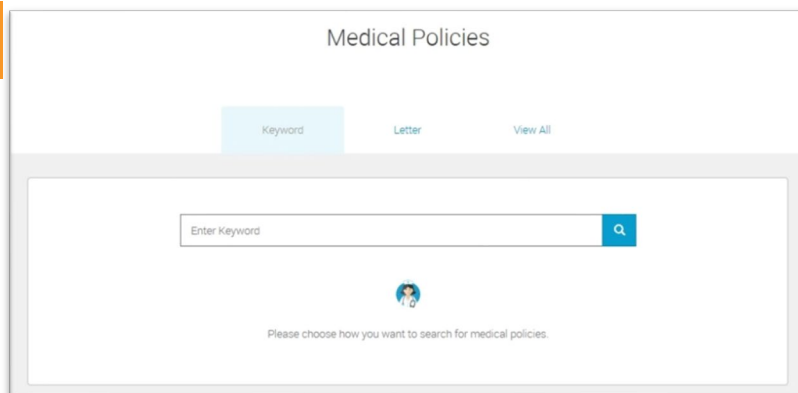 Medical Policies
Keyword
Letter
View All
Enter Keyword
Please choose how you want to search for medical policies.